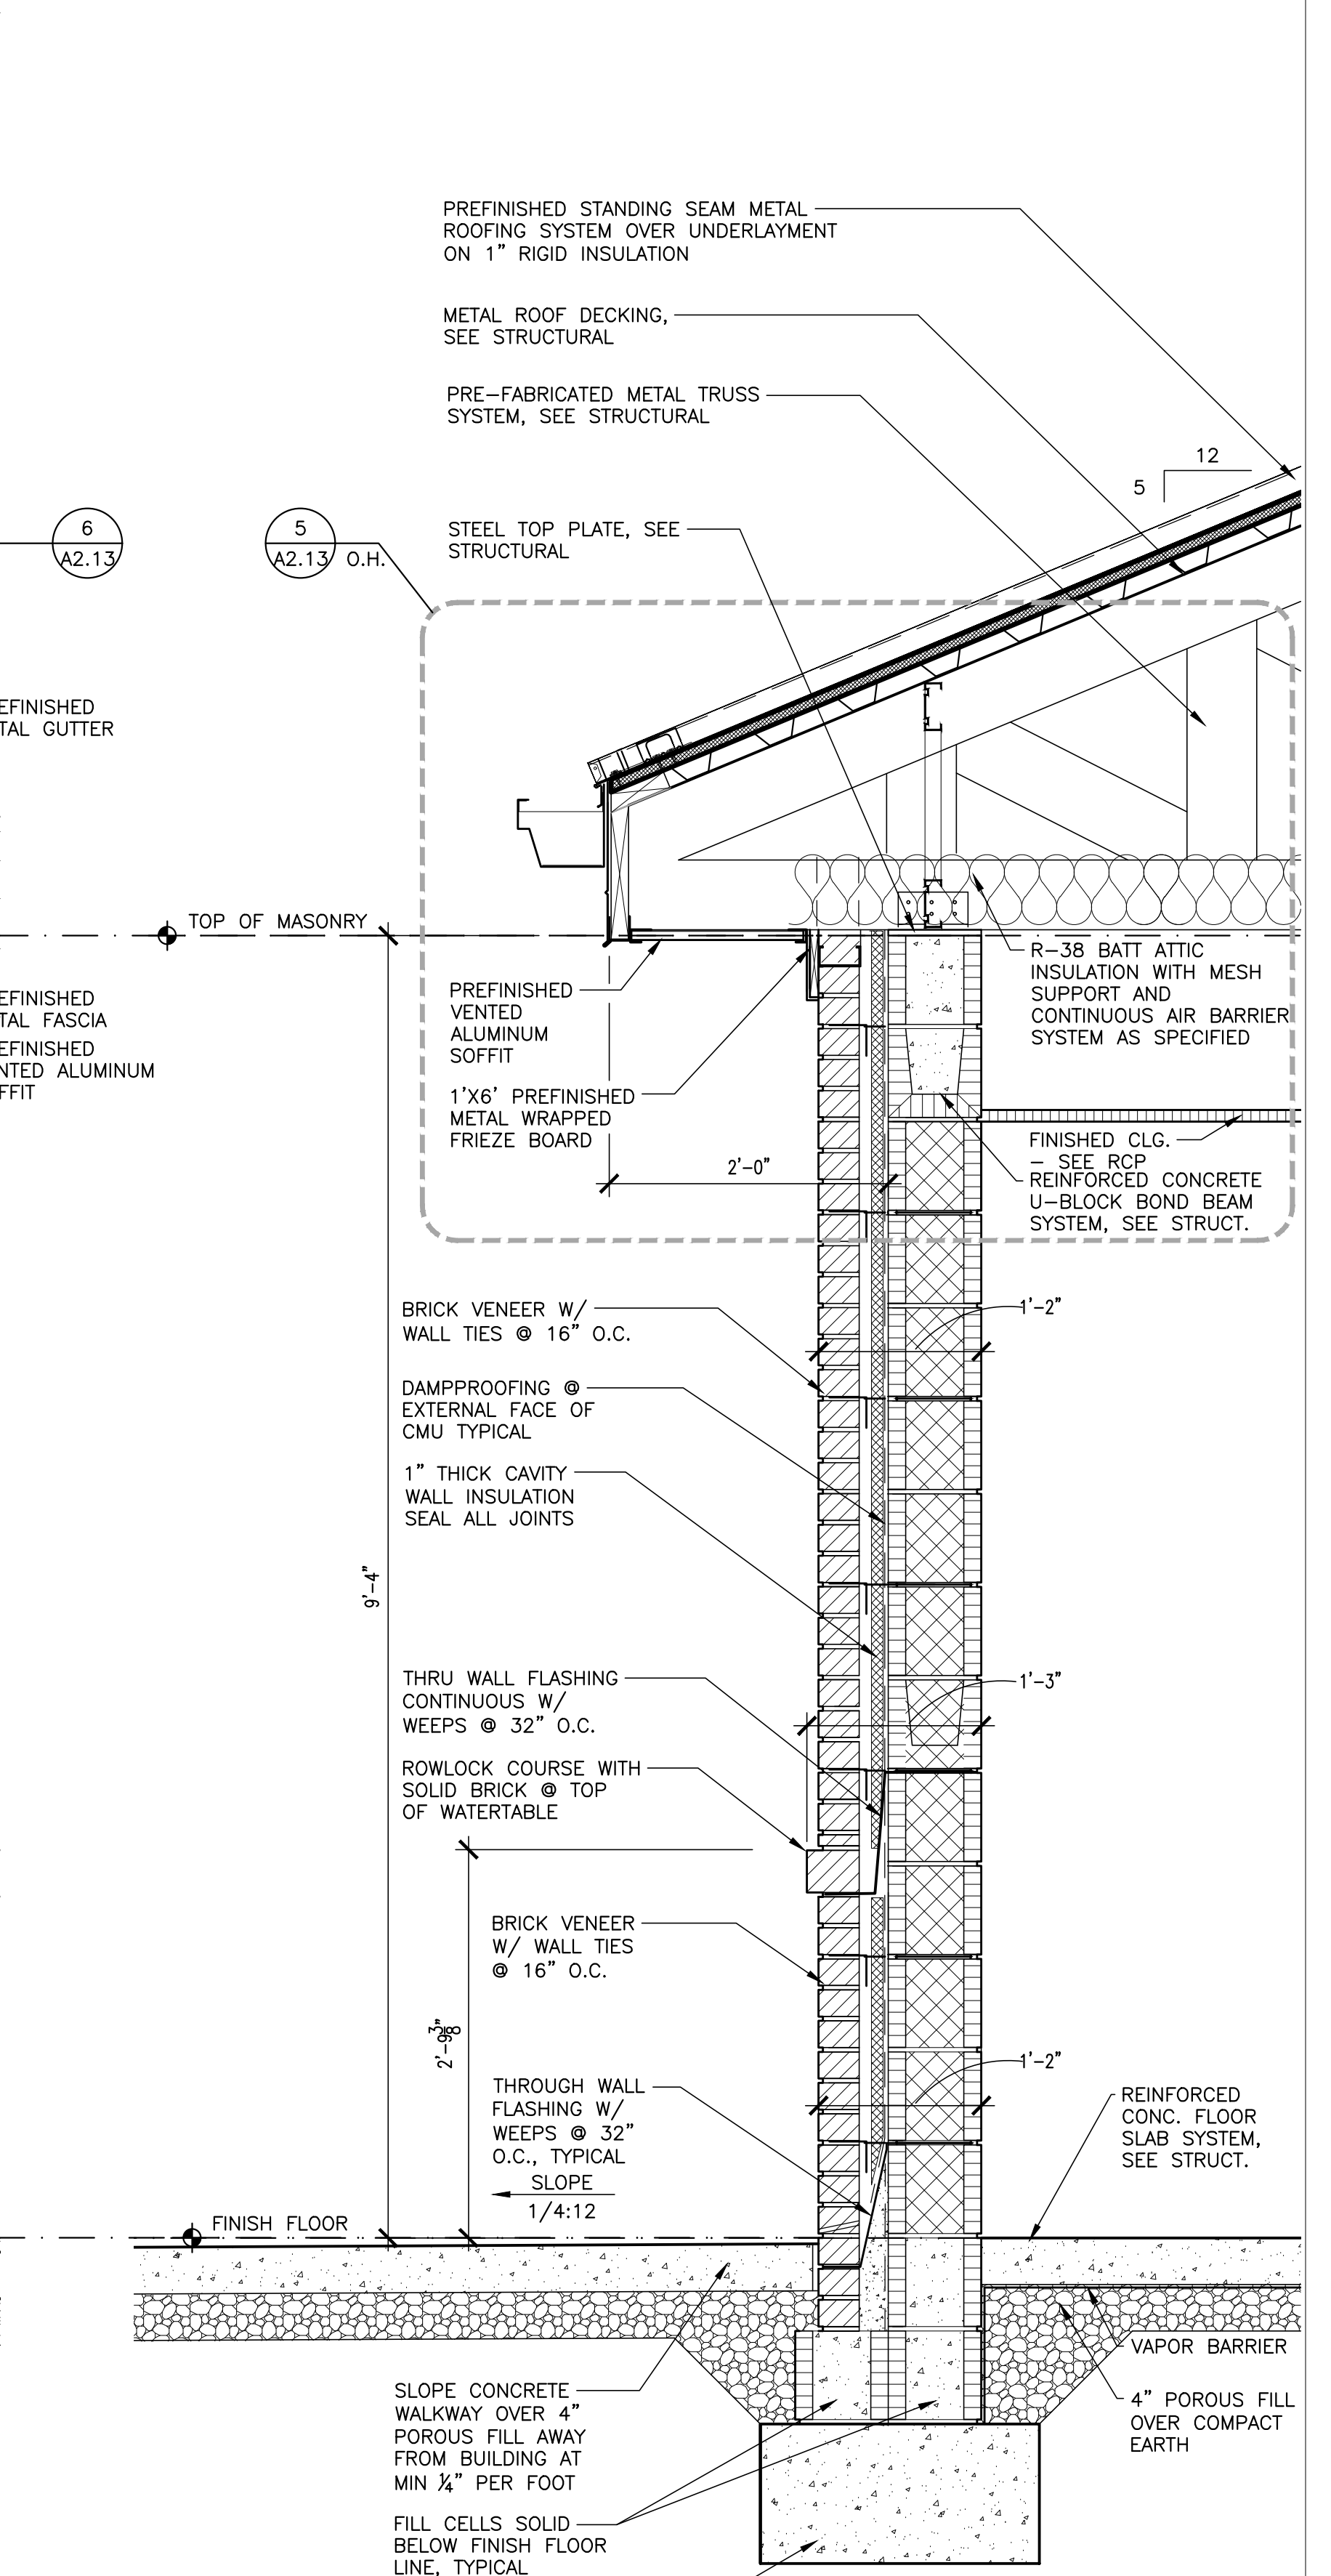 PREFINISHED STANDING SEAM METAL
ROOFING SYSTEM OVER UNDERLAYMENT
ON 1" RIGID INSULATION
METAL ROOF DECKING,
SEE STRUCTURAL
PRE-FABRICATED METAL TRUSS
SYSTEM, SEE STRUCTURAL
12
5
STEEL TOP PLATE, SEE
STRUCTURAL
6
A2.13
5
A2.13 O.H.
EFINISHED
TAL GUTTER
TOP OF MASONRY
EFINISHED
TAL FASCIA
EFINISHED
NTED ALUMINUM
FFIT
PREFINISHED
VENTED
ALUMINUM
SOFFIT
1'X6' PREFINISHED
METAL WRAPPED
FRIEZE BOARD
R-38 BATT ATTIC
INSULATION WITH MESH
SUPPORT AND
CONTINUOUS AIR BARRIER
SYSTEM AS SPECIFIED
FINISHED CLG.
- SEE RCP
REINFORCED CONCRETE
U-BLOCK BOND BEAM
SYSTEM, SEE STRUCT.
2'-0"
BRICK VENEER W/
WALL TIES @ 16" O.C.
1'-2"
DAMPPROOFING @
EXTERNAL FACE OF
CMU TYPICAL
1" THICK CAVITY
WALL INSULATION
SEAL ALL JOINTS
9'-4"
THRU WALL FLASHING
CONTINUOUS W/
WEEPS @ 32" O.C.
1'-3"
ROWLOCK COURSE WITH
SOLID BRICK @ TOP
OF WATERTABLE
BRICK VENEER
W/ WALL TIES
@ 16" O.C.
2'-9 3/8"
1'-2"
THROUGH WALL
FLASHING W/
WEEPS @ 32"
O.C., TYPICAL
SLOPE
1/4:12
REINFORCED
CONC. FLOOR
SLAB SYSTEM,
SEE STRUCT.
FINISH FLOOR
VAPOR BARRIER
4" POROUS FILL
OVER COMPACT
EARTH
SLOPE CONCRETE
WALKWAY OVER 4"
POROUS FILL AWAY
FROM BUILDING AT
MIN ¼" PER FOOT
FILL CELLS SOLID
BELOW FINISH FLOOR
LINE, TYPICAL